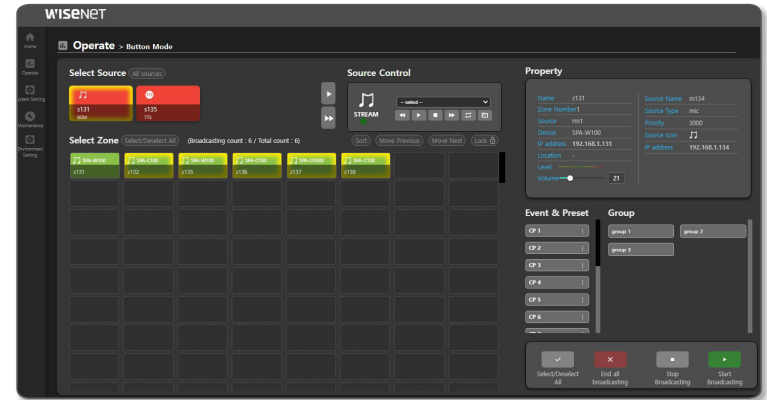 WISENET
Home
Operate
System Setting
Maintenance
Environment
Setting
Operate > Button Mode
Select Source All sources
s131
BGM
s135
TTS
Source Control
STREAM
-- select --
Select Zone Select/Deselect All (Broadcasting count : 6 / Total count : 6)
Sort Move Previous Move Next Lock
SPA-W100
z131
SPA-C100
z132
SPA-W100
z135
SPA-C100
z136
z137
SPA-C100
z138
Property
Name z131
Zone Number 1
Source rm1
Device SPA-W100
IP address 192.168.1.131
Location -
Level
Volume 21
Source Name m134
Source Type mic
Priority 3000
Source Icon
IP address 192.168.1.134
Event & Preset
CP 1
CP 2
CP 3
CP 4
CP 5
CP 6
Group
group 1
group 2
group 3
Select/Deselect
All
End all
broadcasting
Stop
Broadcasting
Start
Broadcasting